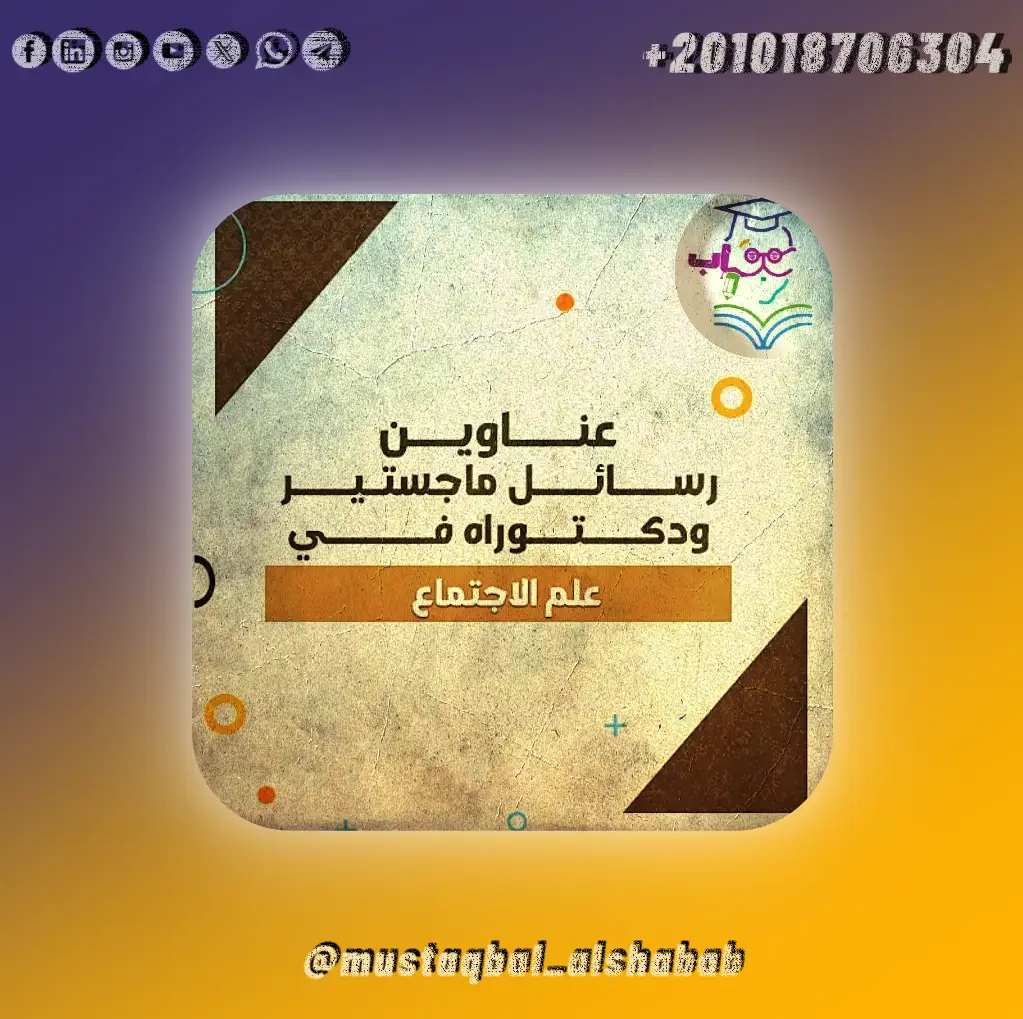 +201018706304
عناوين
رسائل ماجستير
ودكتوراه في
علم الاجتماع
@mustaqbal_alshabab